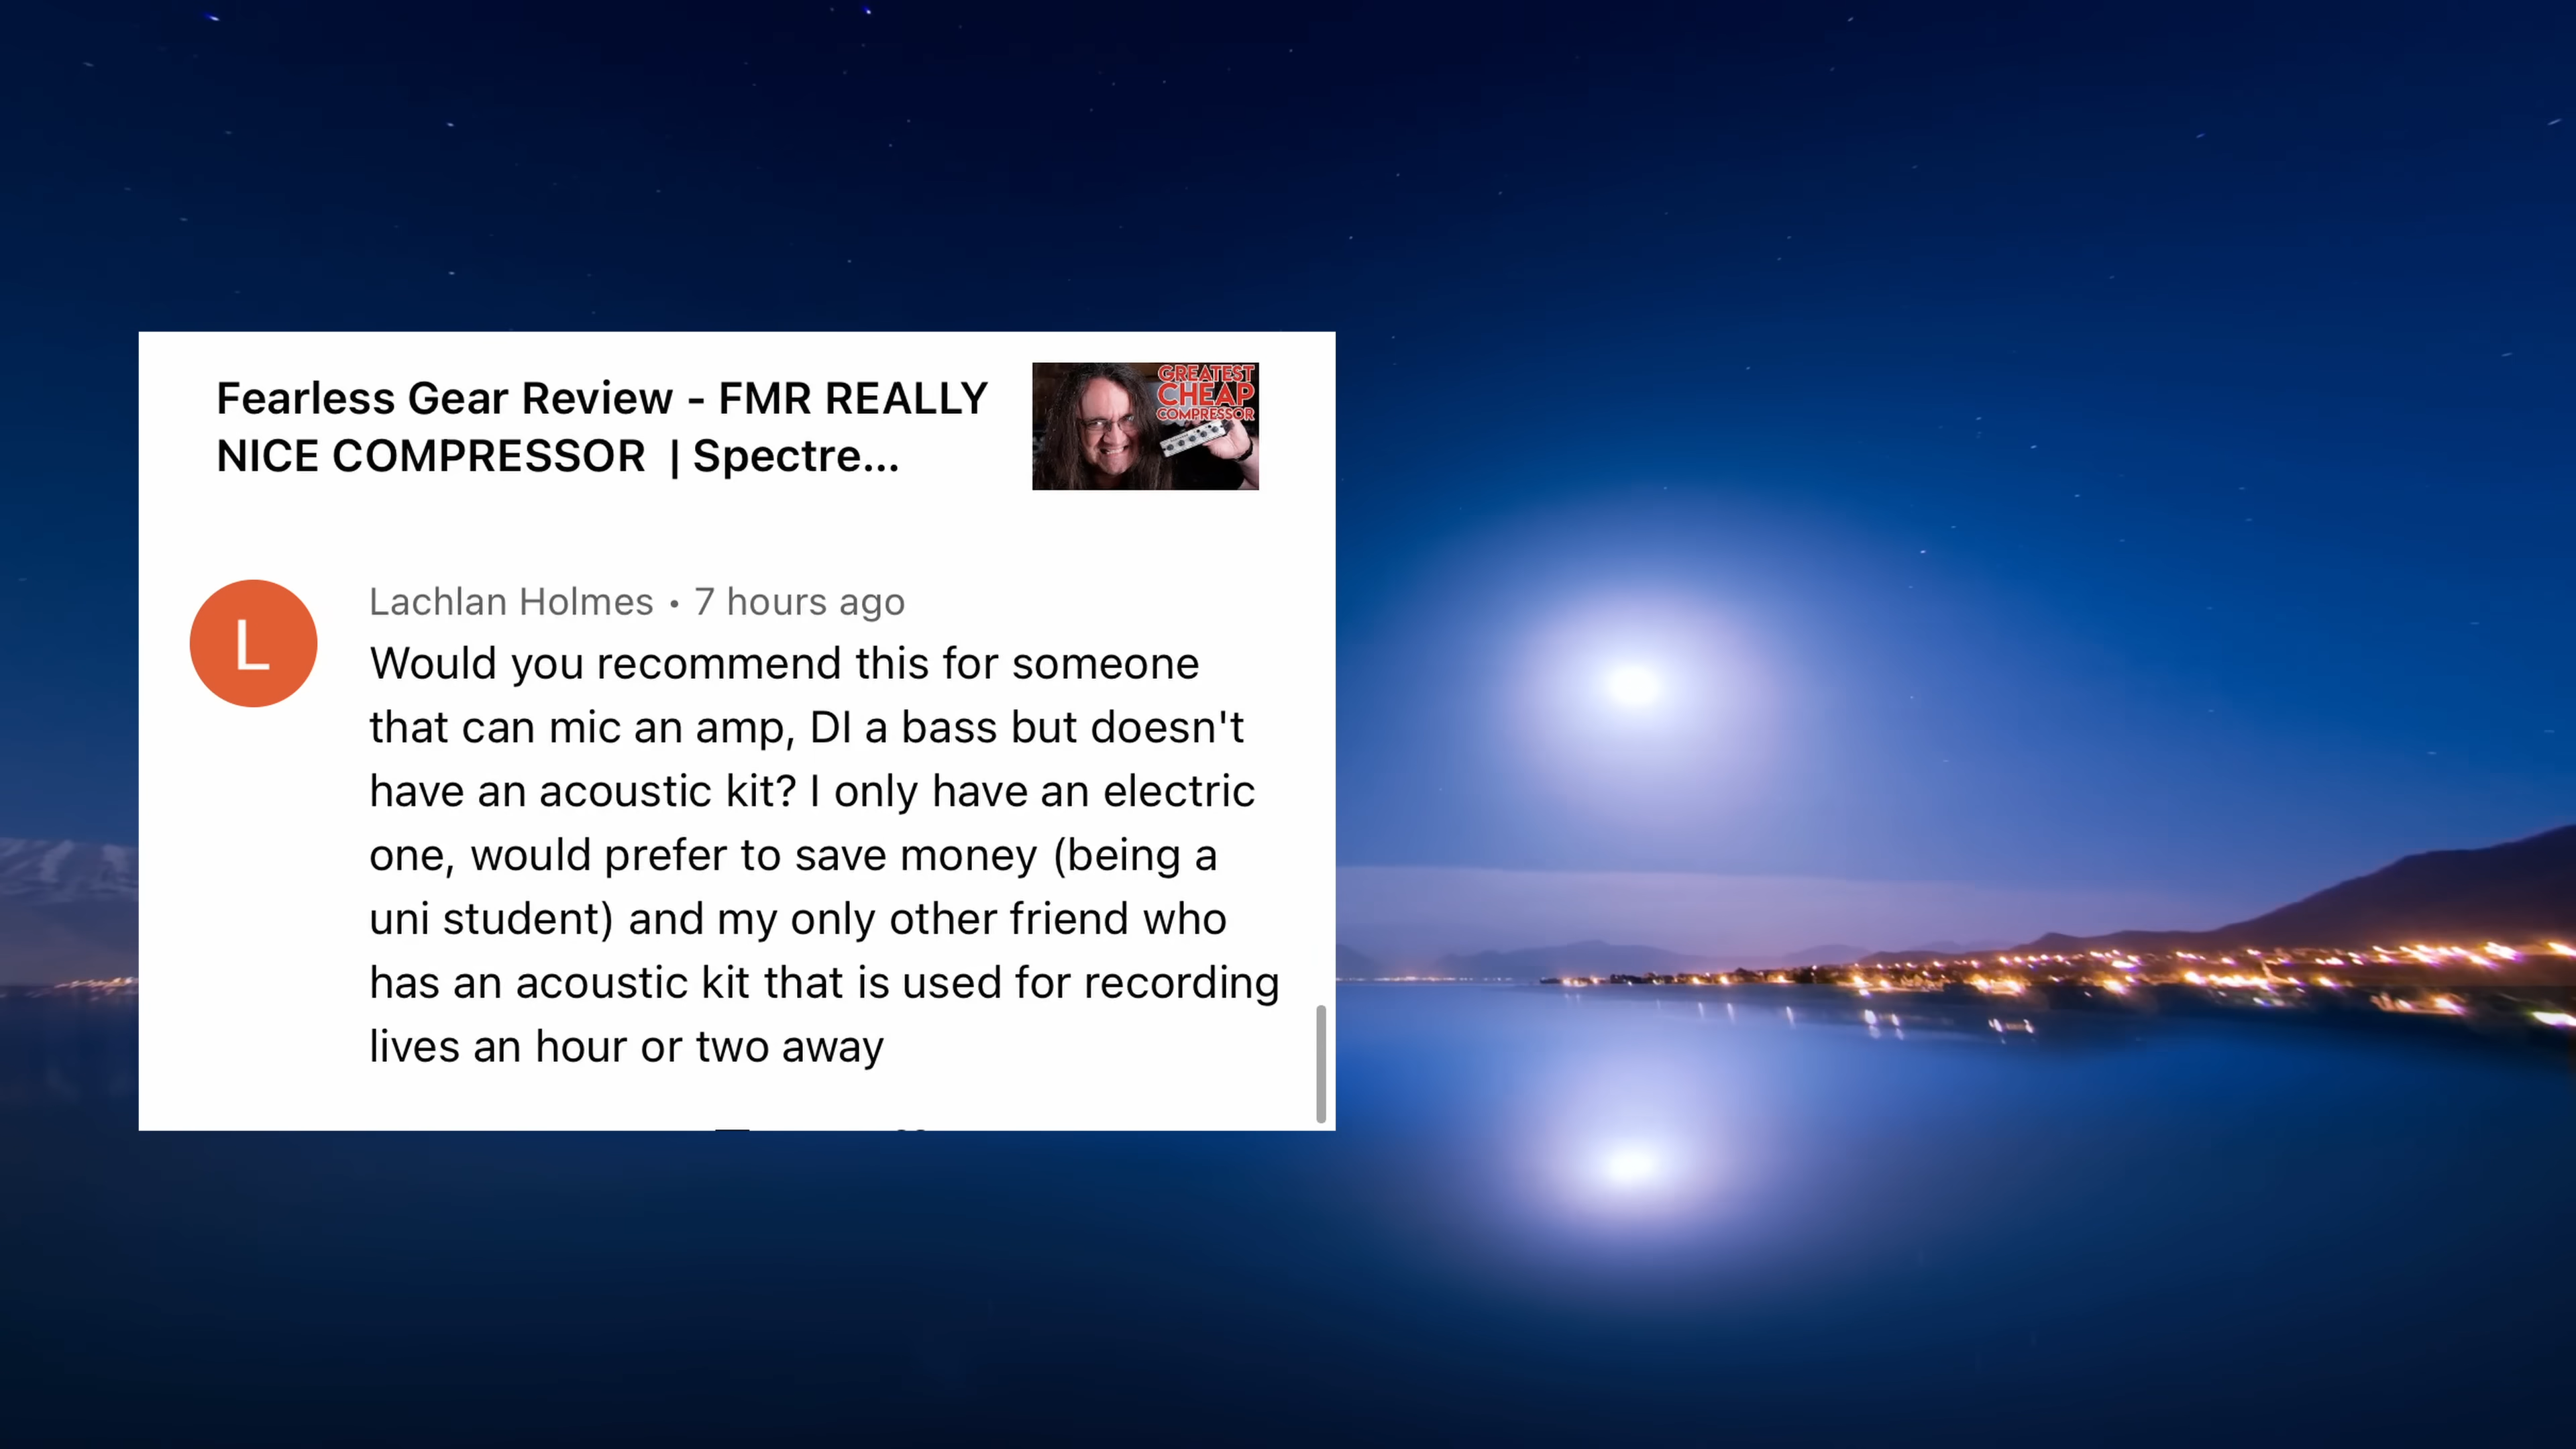 Fearless Gear Review - FMR REALLY
NICE COMPRESSOR | Spectre...
GREATEST
CHEAP
COMPRESSOR
L
Lachlan Holmes • 7 hours ago
Would you recommend this for someone
that can mic an amp, DI a bass but doesn't
have an acoustic kit? I only have an electric
one, would prefer to save money (being a
uni student) and my only other friend who
has an acoustic kit that is used for recording
lives an hour or two away